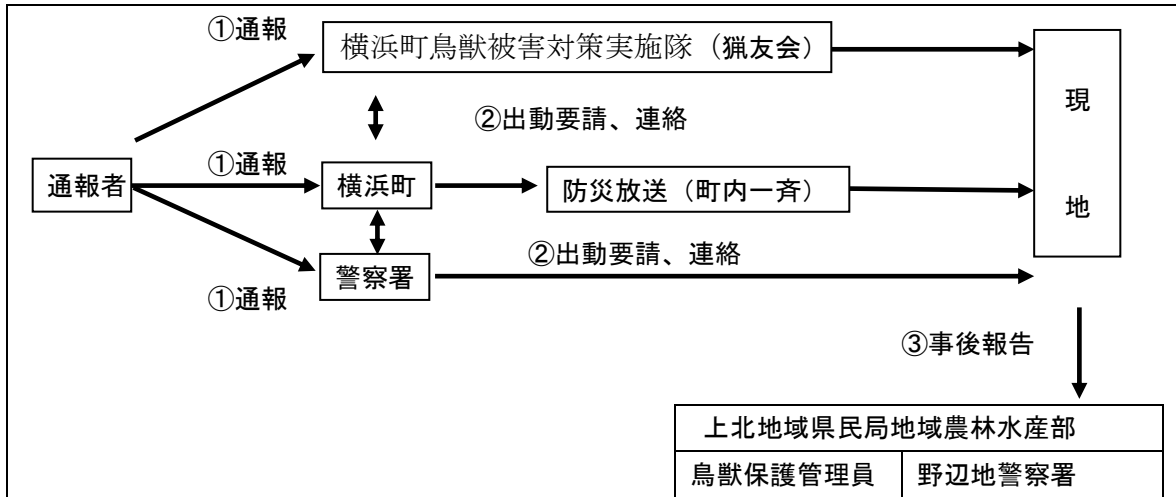 ①通報
横浜町鳥獣被害対策実施隊（猟友会）
現
地
②出動要請、連絡
①通報
通報者
横浜町
防災放送（町内一斉）
②出動要請、連絡
警察署
①通報
③事後報告
上北地域県民局地域農林水産部
鳥獣保護管理員
野辺地警察署